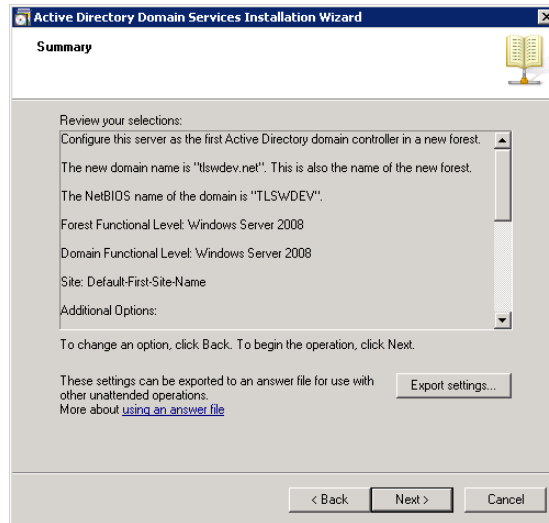 Active Directory Domain Services Installation Wizard
Summary
Review your selections:
Configure this server as the first Active Directory domain controller in a new forest.
The new domain name is "tlswdev.net". This is also the name of the new forest.
The NetBIOS name of the domain is "TLSWDEV".
Forest Functional Level: Windows Server 2008
Domain Functional Level: Windows Server 2008
Site: Default-First-Site-Name
Additional Options:
To change an option, click Back. To begin the operation, click Next.
These settings can be exported to an answer file for use with
other unattended operations.
More about using an answer file
Export settings...
< Back
Next >
Cancel